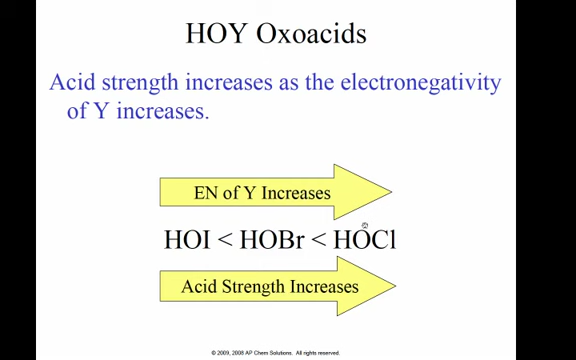 HOY Oxoacids
Acid strength increases as the electronegativity
of Y increases.
EN of Y Increases
HOI < HOBr < HOCl
Acid Strength Increases
© 2009, 2008 AP Chem Solutions. All rights reserved.